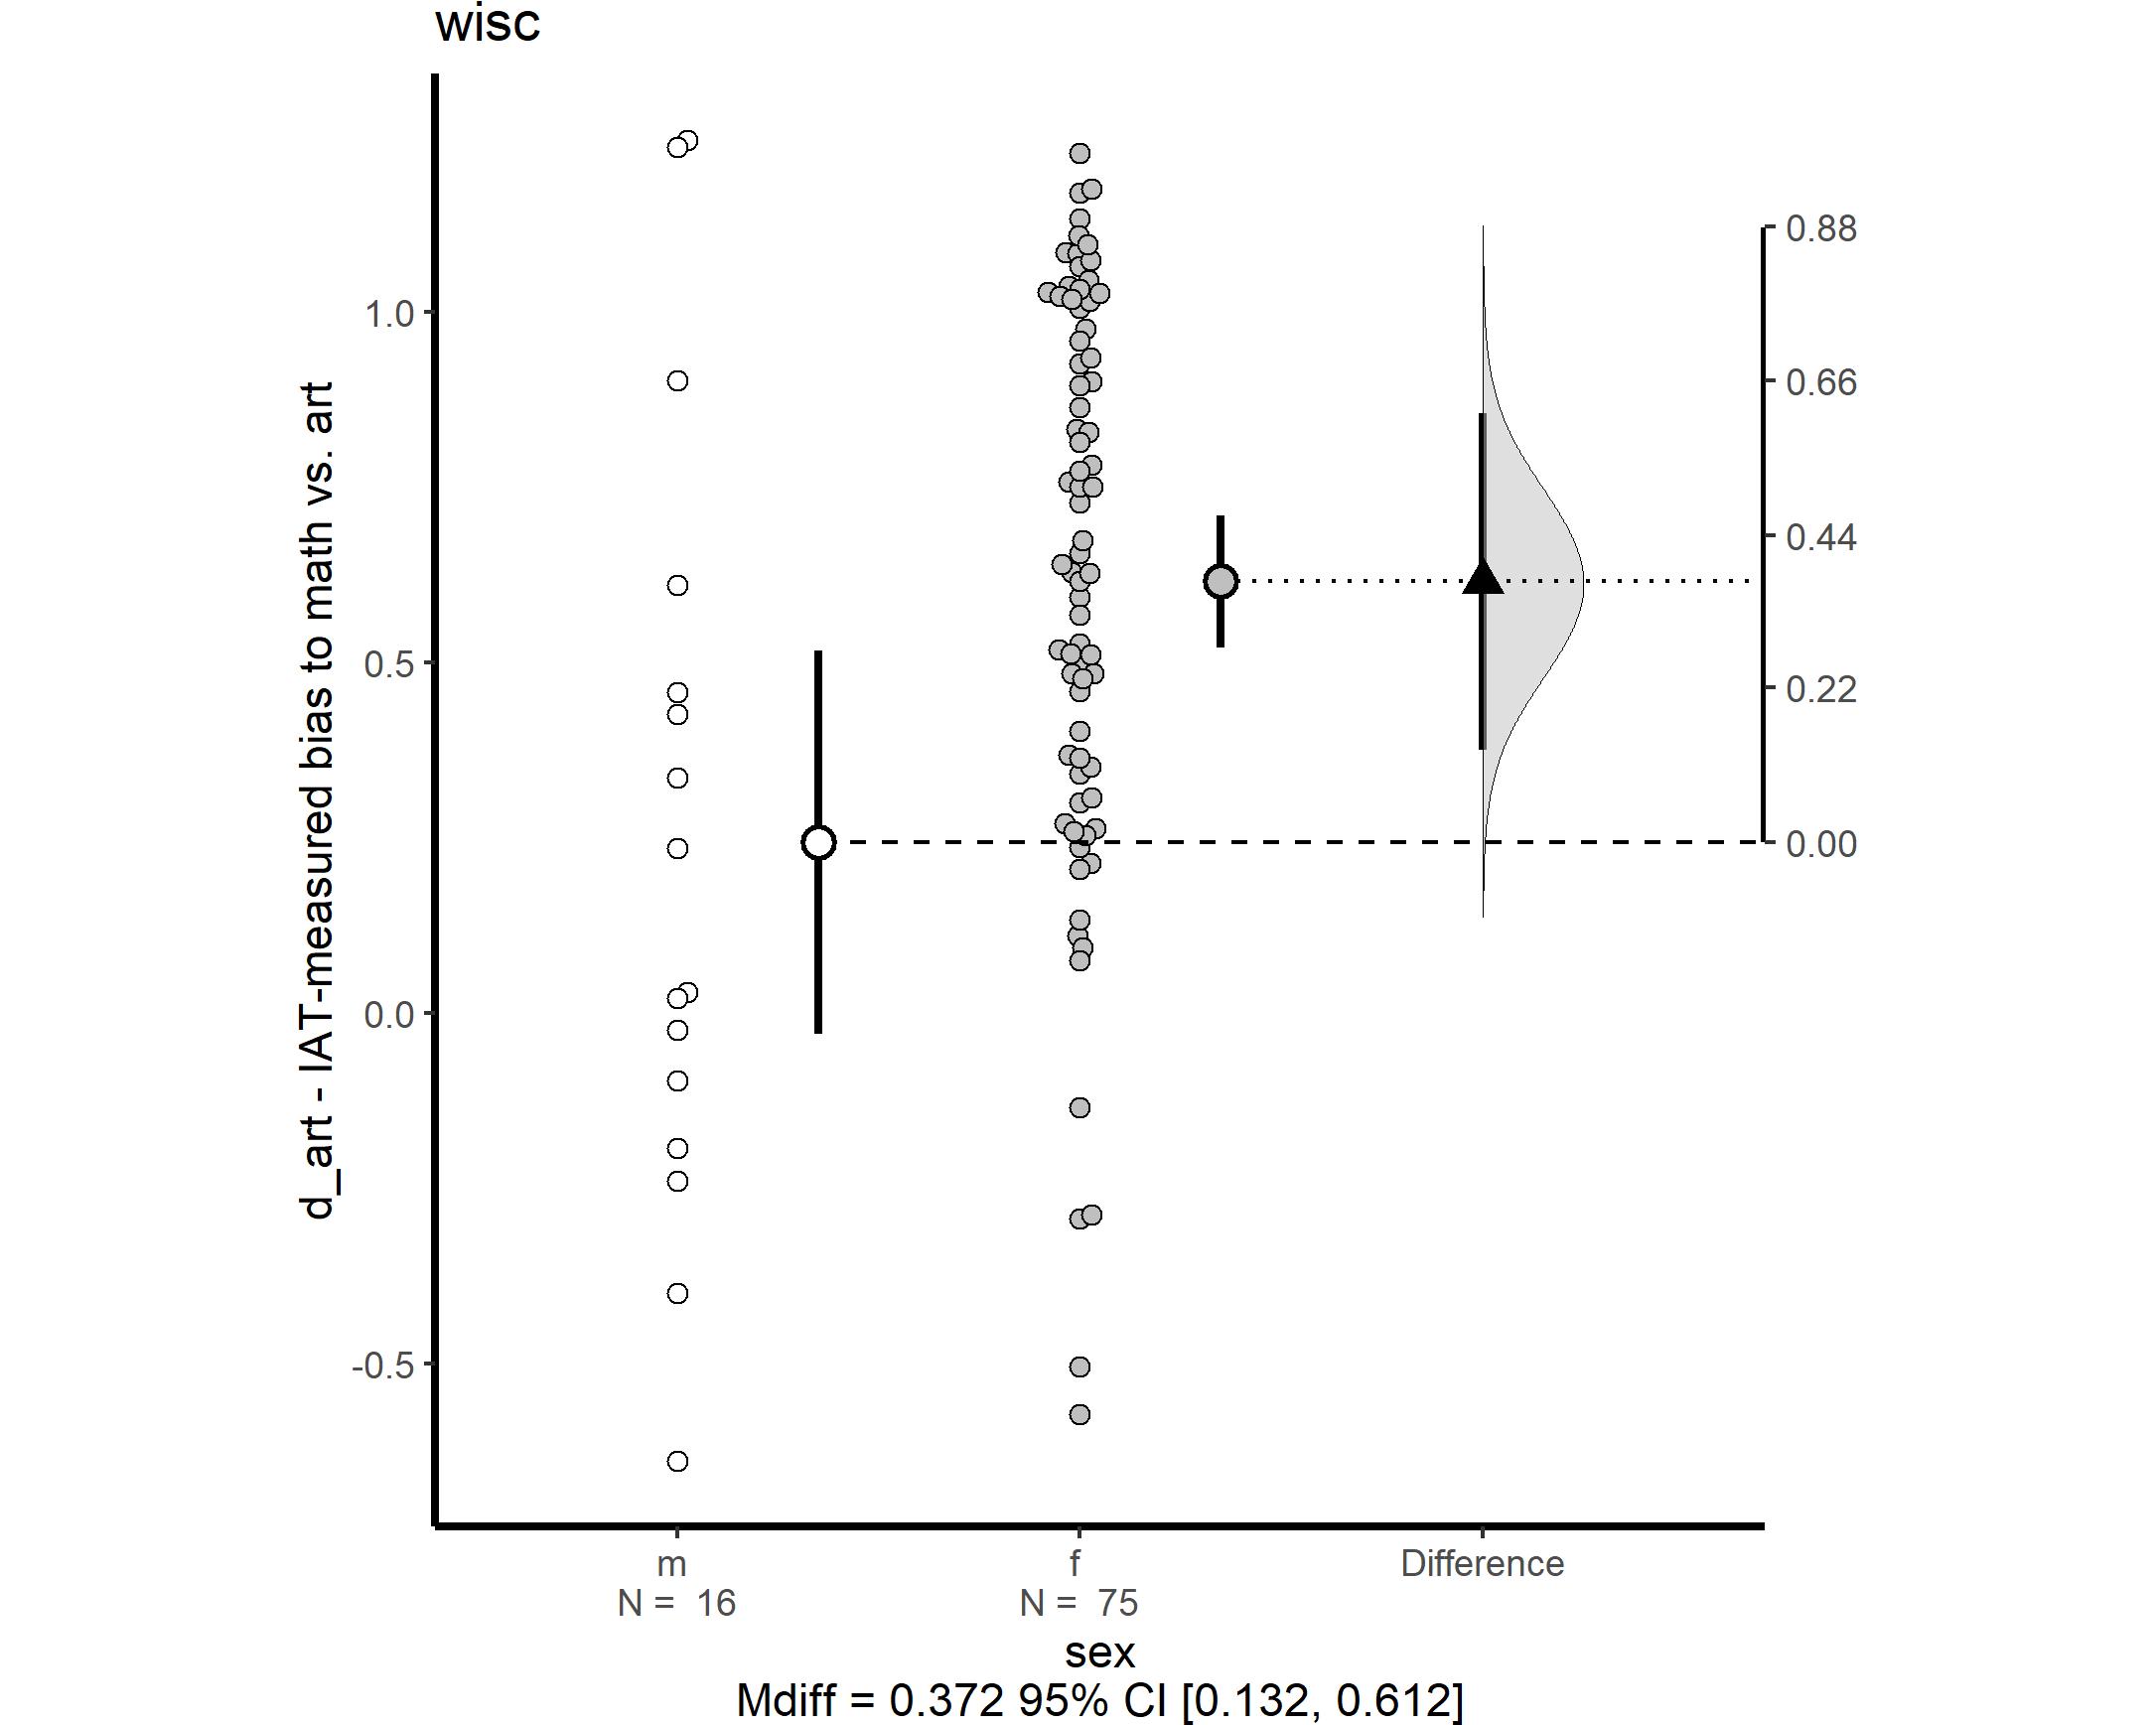 wisc
d_art - IAT-measured bias to math vs. art
1.0
0.5
0.0
-0.5
0.88
0.66
0.44
0.22
0.00
m
N = 16
f
N = 75
Difference
sex
Mdiff = 0.372 95% CI [0.132, 0.612]